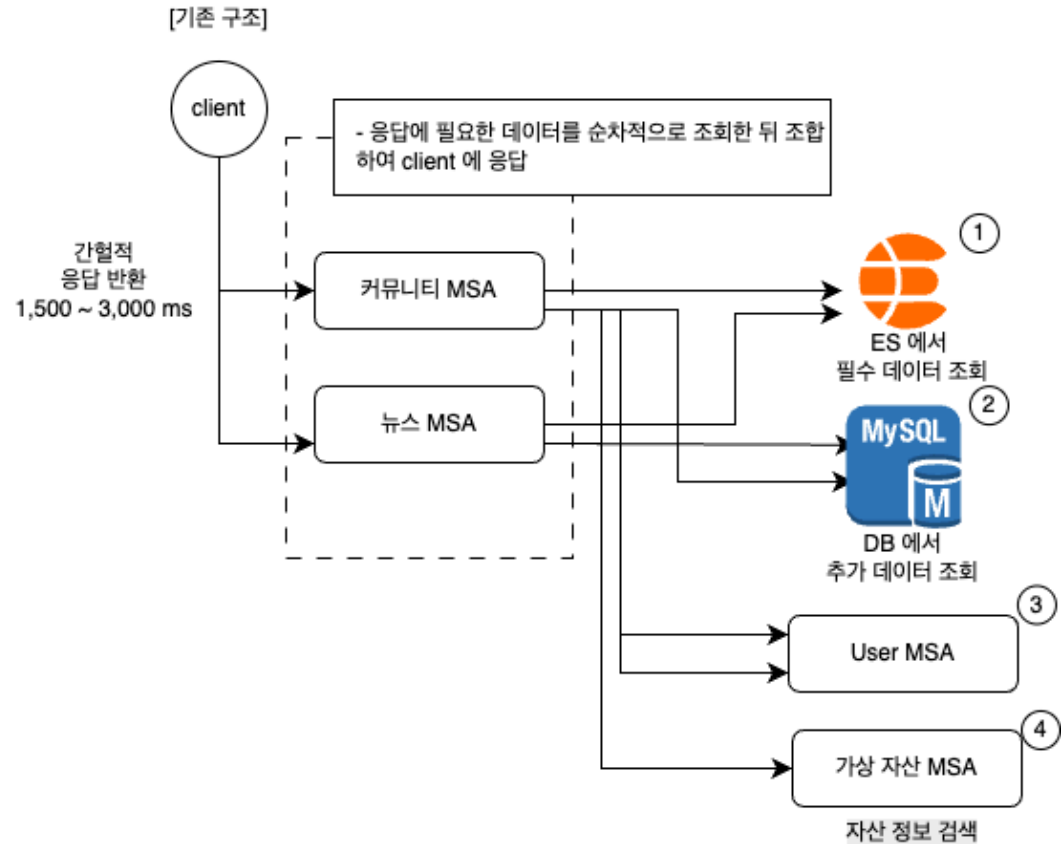 [기존 구조]
client
- 응답에 필요한 데이터를 순차적으로 조회한 뒤 조합
하여 client 에 응답
간헐적
응답 반환
1,500 ~ 3,000 ms
커뮤니티 MSA
뉴스 MSA
1
ES 에서
필수 데이터 조회
2
MySQL
M
DB 에서
추가 데이터 조회
3
User MSA
4
가상 자산 MSA
자산 정보 검색